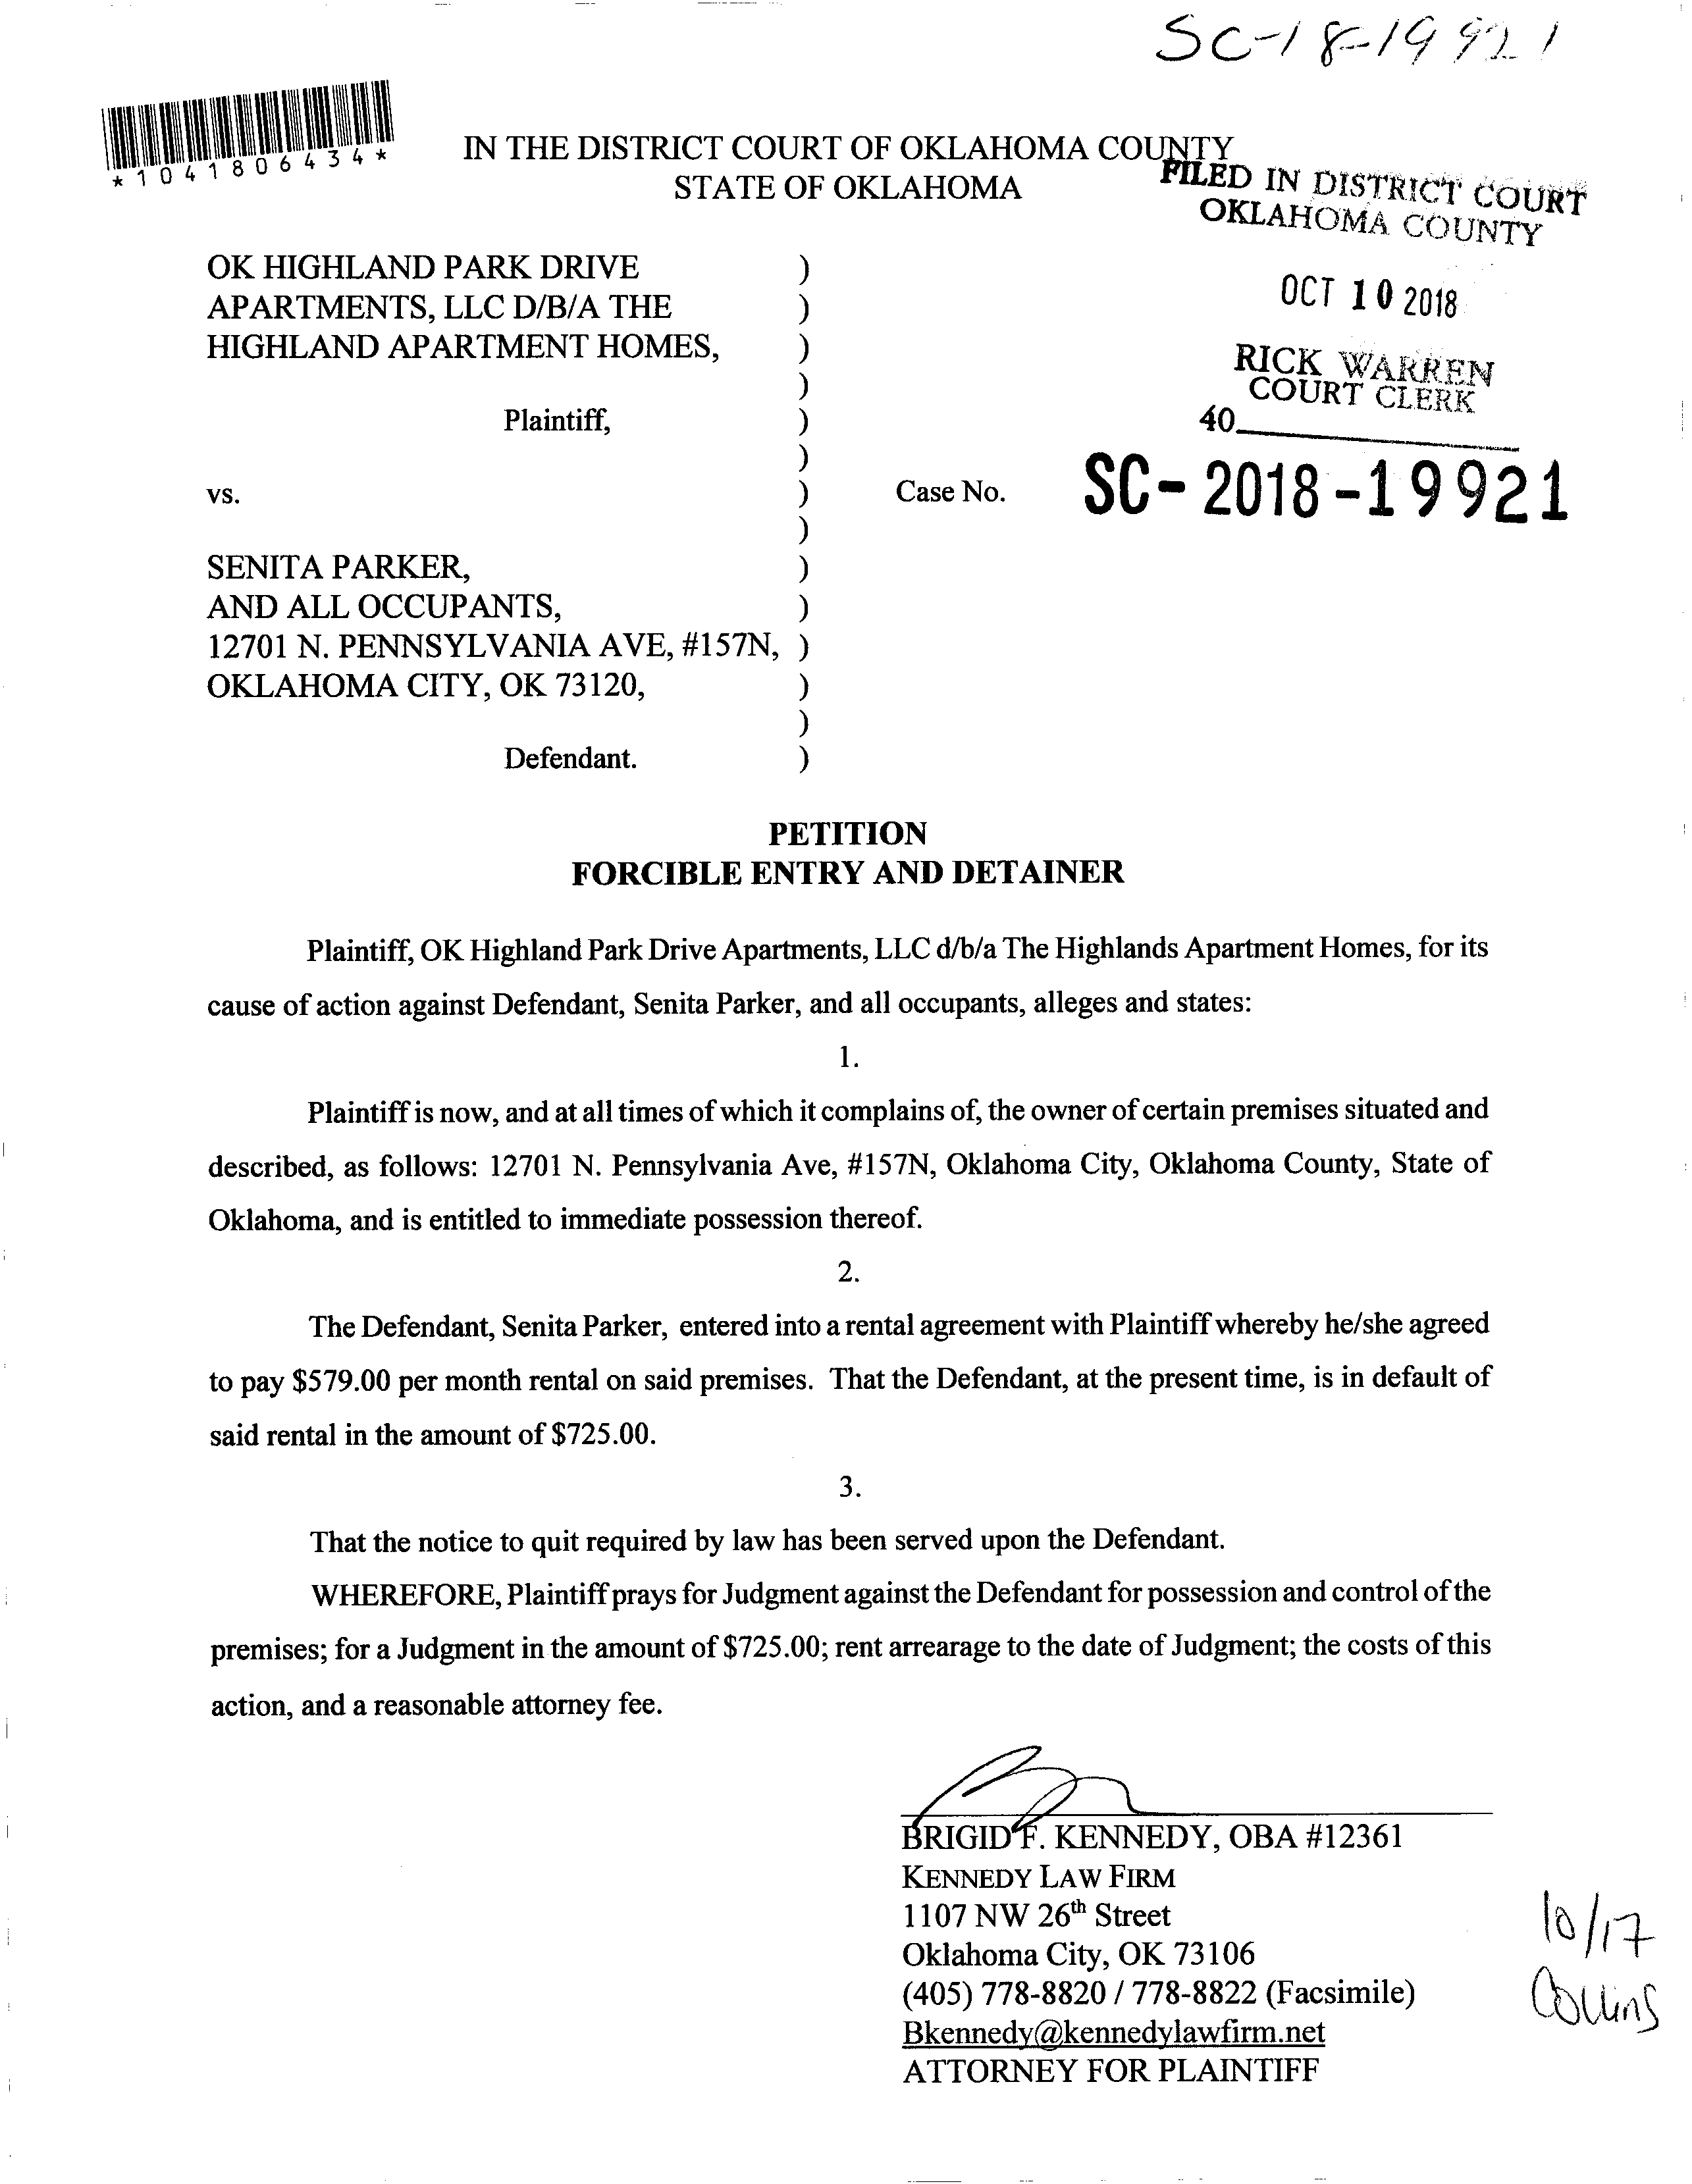 SC-18-19921
*1041806434*
IN THE DISTRICT COURT OF OKLAHOMA COUNTY
STATE OF OKLAHOMA
FILED IN DISTRICT COURT
OKLAHOMA COUNTY
OCT 10 2018
RICK WARREN
COURT CLERK
40
OK HIGHLAND PARK DRIVE )
APARTMENTS, LLC D/B/A THE )
HIGHLAND APARTMENT HOMES, )
)
Plaintiff, )
)
vs. ) Case No. SC-2018-19921
)
SENITA PARKER, )
AND ALL OCCUPANTS, )
12701 N. PENNSYLVANIA AVE, #157N, )
OKLAHOMA CITY, OK 73120, )
)
Defendant. )
PETITION
FORCIBLE ENTRY AND DETAINER
Plaintiff, OK Highland Park Drive Apartments, LLC d/b/a The Highlands Apartment Homes, for its
cause of action against Defendant, Senita Parker, and all occupants, alleges and states:
1.
Plaintiff is now, and at all times of which it complains of, the owner of certain premises situated and
described, as follows: 12701 N. Pennsylvania Ave, #157N, Oklahoma City, Oklahoma County, State of
Oklahoma, and is entitled to immediate possession thereof.
2.
The Defendant, Senita Parker, entered into a rental agreement with Plaintiff whereby he/she agreed
to pay $579.00 per month rental on said premises. That the Defendant, at the present time, is in default of
said rental in the amount of $725.00.
3.
That the notice to quit required by law has been served upon the Defendant.
WHEREFORE, Plaintiff prays for Judgment against the Defendant for possession and control of the
premises; for a Judgment in the amount of $725.00; rent arrearage to the date of Judgment; the costs of this
action, and a reasonable attorney fee.
BRIGID F. KENNEDY, OBA #12361
KENNEDY LAW FIRM
1107 NW 26th Street
Oklahoma City, OK 73106
(405) 778-8820 / 778-8822 (Facsimile)
Bkennedy@kennedylawfirm.net
ATTORNEY FOR PLAINTIFF
10/17
Collins